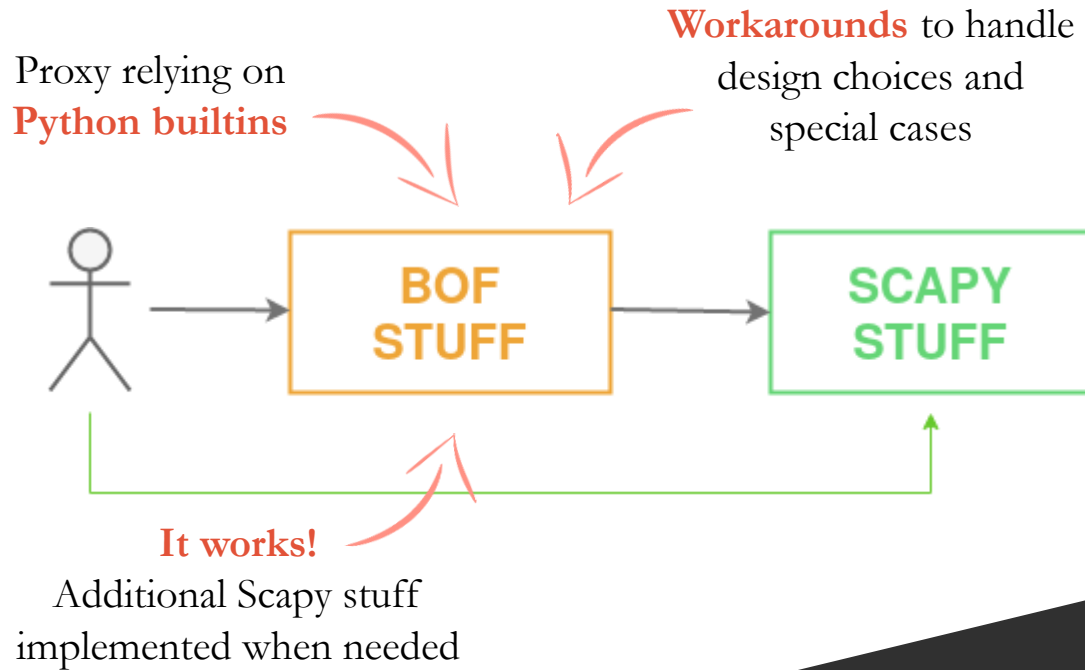 Proxy relying on
Python builtins
Workarounds to handle
design choices and
special cases
BOF
STUFF
SCAPY
STUFF
It works!
Additional Scapy stuff
implemented when needed